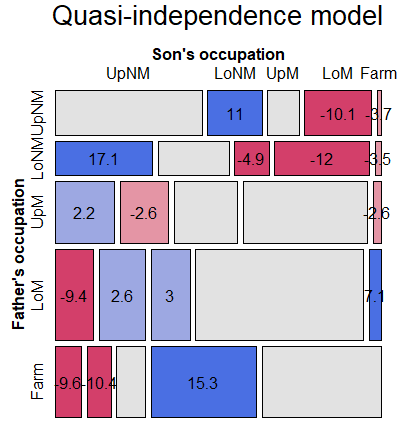 Quasi-independence model
Son's occupation
UpNM LoNM UpM LoM Farm
Father's occupation
UpNM 11 -10.1 -3.7
LoNM 17.1 -4.9 -12 -3.5
UpM 2.2 -2.6 -2.6
LoM -9.4 2.6 3 7.1
Farm -9.6 -10.4 15.3